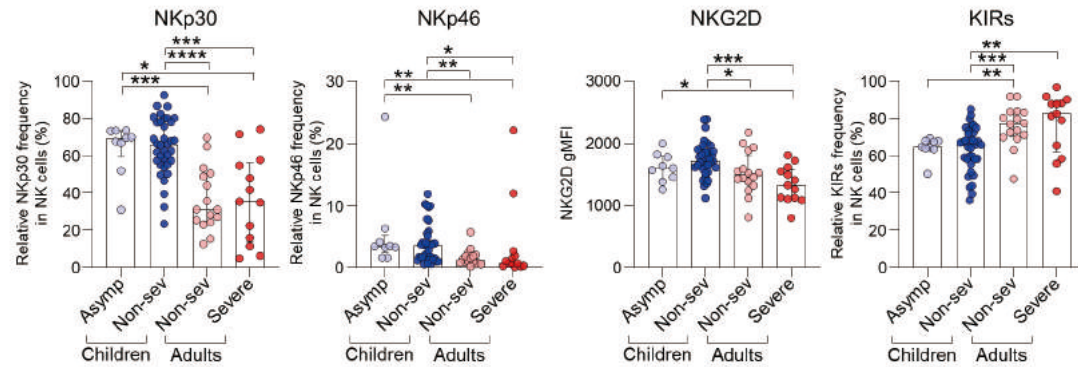 NKp30
Relative NKp30 frequency
in NK cells (%)
100
80
60
40
20
0
***
****
*
***
Asymp
Non-sev
Non-sev
Severe
Children
Adults
NKp46
Relative NKp46 frequency
in NK cells (%)
30
20
10
0
*
**
**
**
Asymp
Non-sev
Non-sev
Severe
Children
Adults
NKG2D
NKG2D gMFI
3000
2000
1000
0
***
*
*
Asymp
Non-sev
Non-sev
Severe
Children
Adults
KIRs
Relative KIRs frequency
in NK cells (%)
100
80
60
40
20
0
**
***
**
Asymp
Non-sev
Non-sev
Severe
Children
Adults